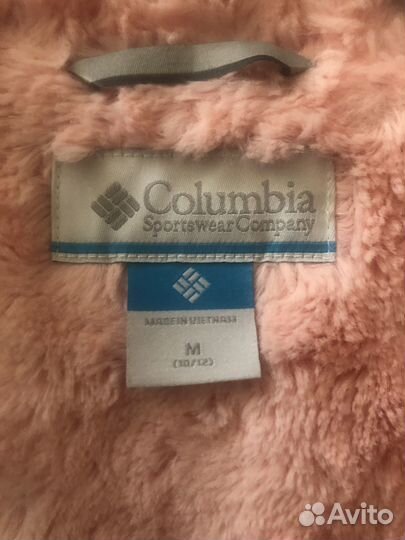 Columbia
Sportswear Company
MADE IN VIETNAM
M
(10/12)
Avito